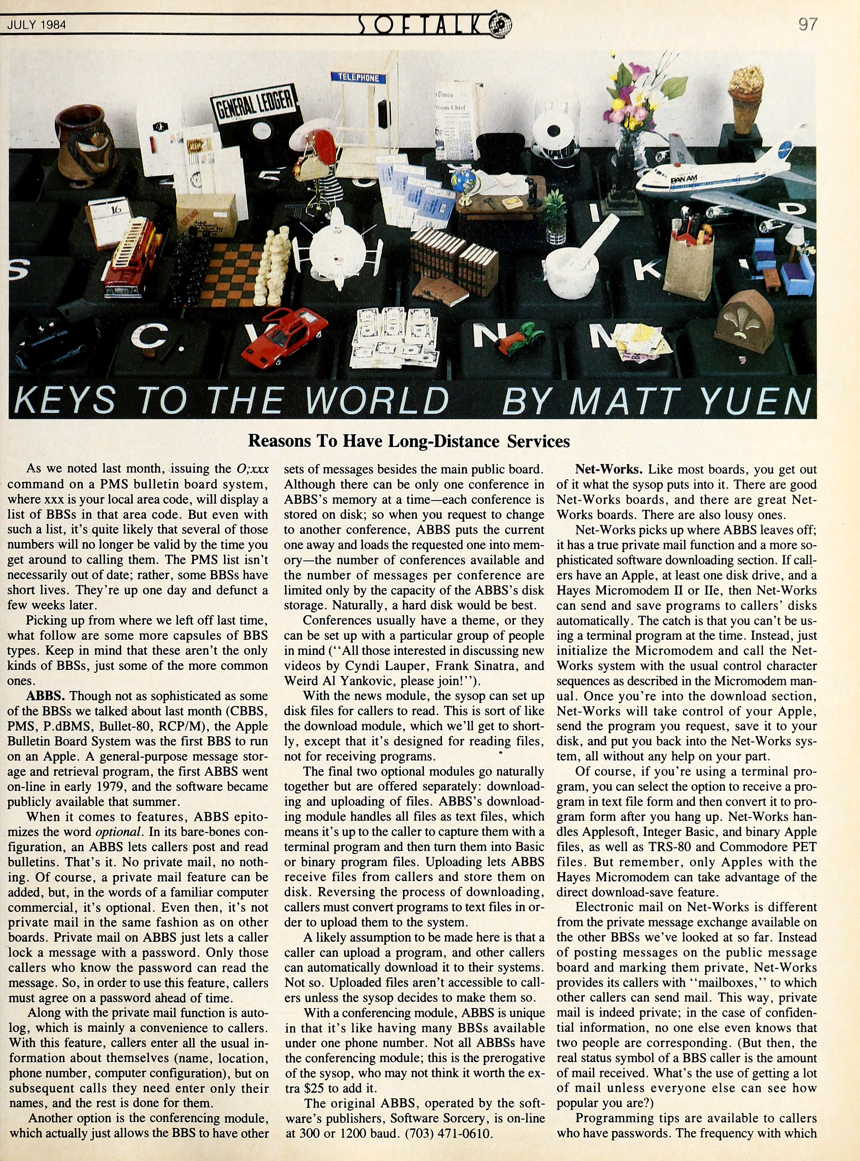 JULY 1984
SOFTALK
97
TELEPHONE
GENERAL LEDGER
16
PAN AM
I
D
S
K
C
.
V
N
M
KEYS TO THE WORLD BY MATT YUEN
Reasons To Have Long-Distance Services
As we noted last month, issuing the O;xxx
command on a PMS bulletin board system,
where xxx is your local area code, will display a
list of BBSs in that area code. But even with
such a list, it's quite likely that several of those
numbers will no longer be valid by the time you
get around to calling them. The PMS list isn't
necessarily out of date; rather, some BBSs have
short lives. They're up one day and defunct a
few weeks later.
Picking up from where we left off last time,
what follow are some more capsules of BBS
types. Keep in mind that these aren't the only
kinds of BBSs, just some of the more common
ones.
ABBS. Though not as sophisticated as some
of the BBSs we talked about last month (CBBS,
PMS, P.dBMS, Bullet-80, RCP/M), the Apple
Bulletin Board System was the first BBS to run
on an Apple. A general-purpose message stor-
age and retrieval program, the first ABBS went
on-line in early 1979, and the software became
publicly available that summer.
When it comes to features, ABBS epito-
mizes the word optional. In its bare-bones con-
figuration, an ABBS lets callers post and read
bulletins. That's it. No private mail, no noth-
ing. Of course, a private mail feature can be
added, but, in the words of a familiar computer
commercial, it's optional. Even then, it's not
private mail in the same fashion as on other
boards. Private mail on ABBS just lets a caller
lock a message with a password. Only those
callers who know the password can read the
message. So, in order to use this feature, callers
must agree on a password ahead of time.
Along with the private mail function is auto-
log, which is mainly a convenience to callers.
With this feature, callers enter all the usual in-
formation about themselves (name, location,
phone number, computer configuration), but on
subsequent calls they need enter only their
names, and the rest is done for them.
Another option is the conferencing module,
which actually just allows the BBS to have other
sets of messages besides the main public board.
Although there can be only one conference in
ABBS's memory at a time—each conference is
stored on disk; so when you request to change
to another conference, ABBS puts the current
one away and loads the requested one into mem-
ory—the number of conferences available and
the number of messages per conference are
limited only by the capacity of the ABBS's disk
storage. Naturally, a hard disk would be best.
Conferences usually have a theme, or they
can be set up with a particular group of people
in mind ("All those interested in discussing new
videos by Cyndi Lauper, Frank Sinatra, and
Weird Al Yankovic, please join!").
With the news module, the sysop can set up
disk files for callers to read. This is sort of like
the download module, which we'll get to short-
ly, except that it's designed for reading files,
not for receiving programs.
The final two optional modules go naturally
together but are offered separately: download-
ing and uploading of files. ABBS's download-
ing module handles all files as text files, which
means it's up to the caller to capture them with a
terminal program and then turn them into Basic
or binary program files. Uploading lets ABBS
receive files from callers and store them on
disk. Reversing the process of downloading,
callers must convert programs to text files in or-
der to upload them to the system.
A likely assumption to be made here is that a
caller can upload a program, and other callers
can automatically download it to their systems.
Not so. Uploaded files aren't accessible to call-
ers unless the sysop decides to make them so.
With a conferencing module, ABBS is unique
in that it's like having many BBSs available
under one phone number. Not all ABBSs have
the conferencing module; this is the prerogative
of the sysop, who may not think it worth the ex-
tra $25 to add it.
The original ABBS, operated by the soft-
ware's publishers, Software Sorcery, is on-line
at 300 or 1200 baud. (703) 471-0610.
Net-Works. Like most boards, you get out
of it what the sysop puts into it. There are good
Net-Works boards, and there are great Net-
Works boards. There are also lousy ones.
Net-Works picks up where ABBS leaves off;
it has a true private mail function and a more so-
phisticated software downloading section. If call-
ers have an Apple, at least one disk drive, and a
Hayes Micromodem II or IIe, then Net-Works
can send and save programs to callers' disks
automatically. The catch is that you can't be us-
ing a terminal program at the time. Instead, just
initialize the Micromodem and call the Net-
Works system with the usual control character
sequences as described in the Micromodem man-
ual. Once you're into the download section,
Net-Works will take control of your Apple,
send the program you request, save it to your
disk, and put you back into the Net-Works sys-
tem, all without any help on your part.
Of course, if you're using a terminal pro-
gram, you can select the option to receive a pro-
gram in text file form and then convert it to pro-
gram form after you hang up. Net-Works han-
dles Applesoft, Integer Basic, and binary Apple
files, as well as TRS-80 and Commodore PET
files. But remember, only Apples with the
Hayes Micromodem can take advantage of the
direct download-save feature.
Electronic mail on Net-Works is different
from the private message exchange available on
the other BBSs we've looked at so far. Instead
of posting messages on the public message
board and marking them private, Net-Works
provides its callers with "mailboxes," to which
other callers can send mail. This way, private
mail is indeed private; in the case of confiden-
tial information, no one else even knows that
two people are corresponding. (But then, the
real status symbol of a BBS caller is the amount
of mail received. What's the use of getting a lot
of mail unless everyone else can see how
popular you are?)
Programming tips are available to callers
who have passwords. The frequency with which